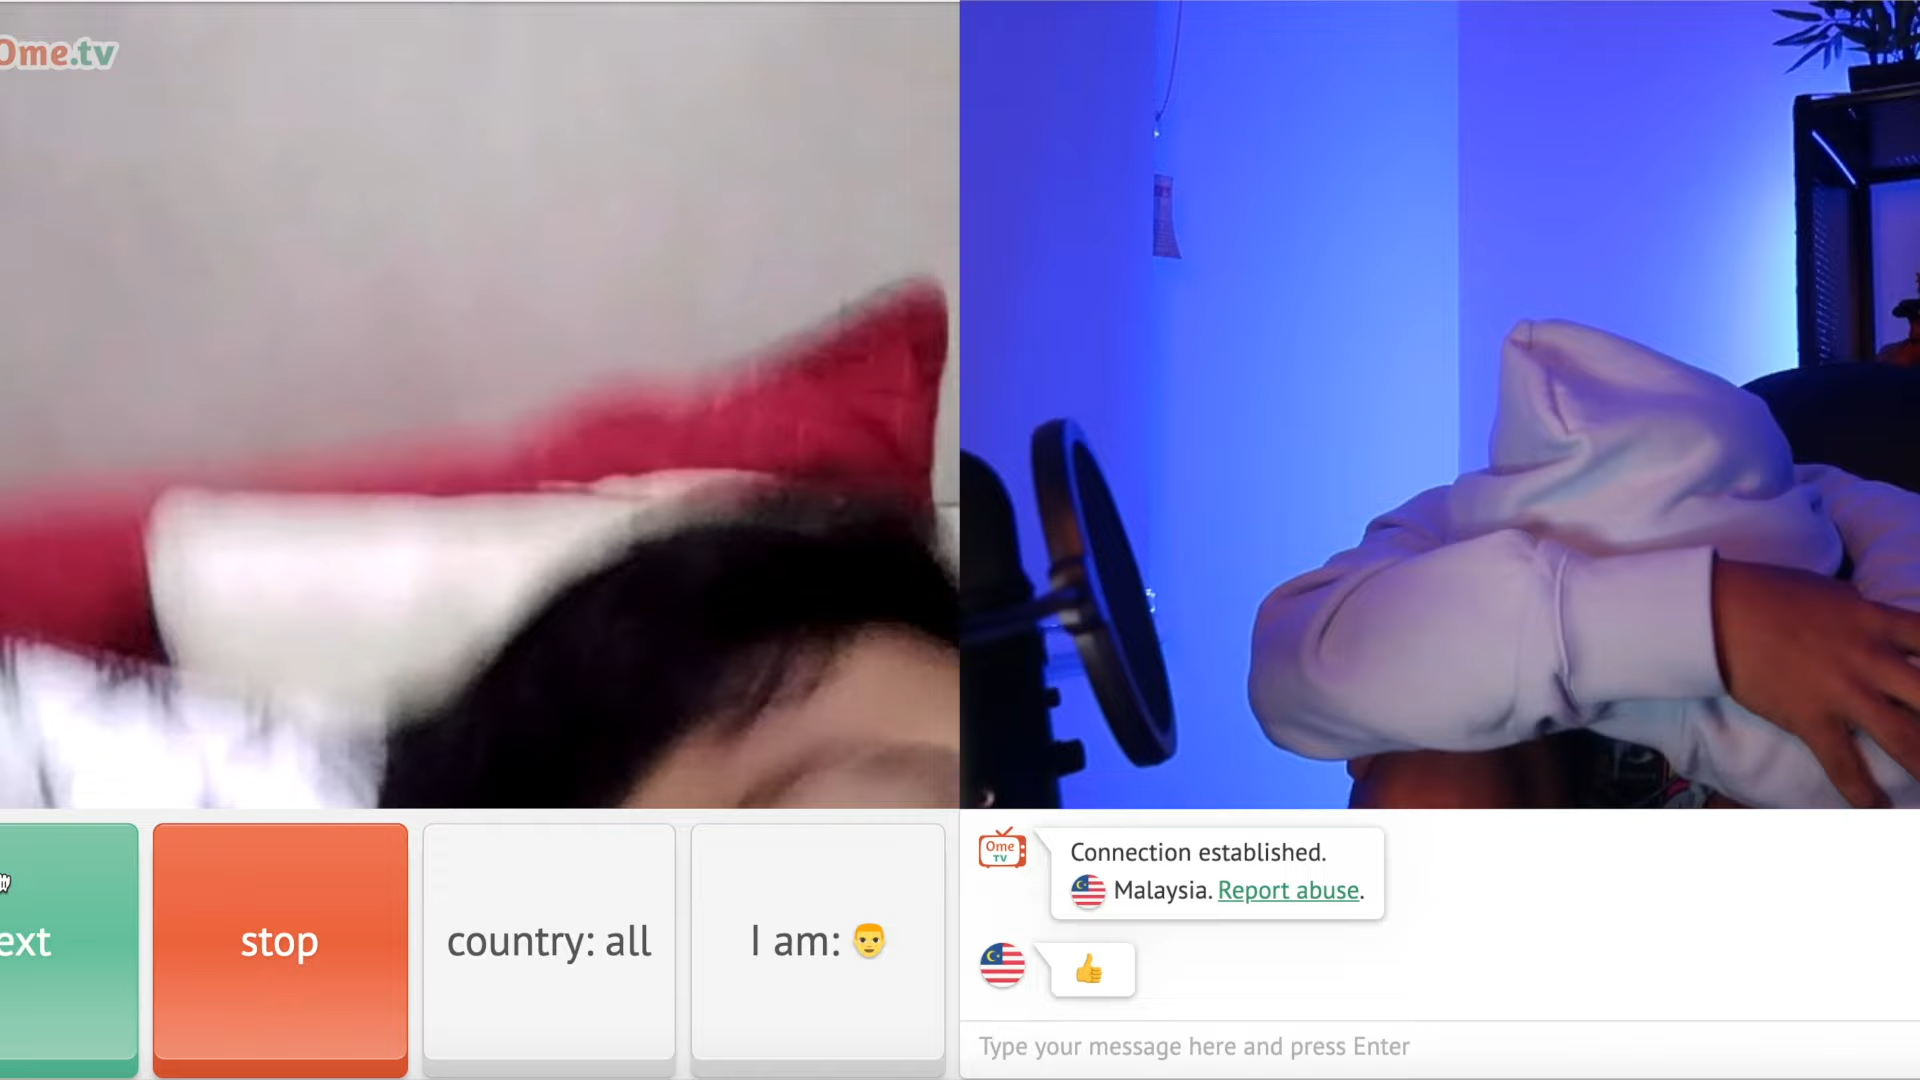 Ome.tv
ext
stop
country: all
I am:
Ome
TV
Connection established.
Malaysia. Report abuse.
Type your message here and press Enter